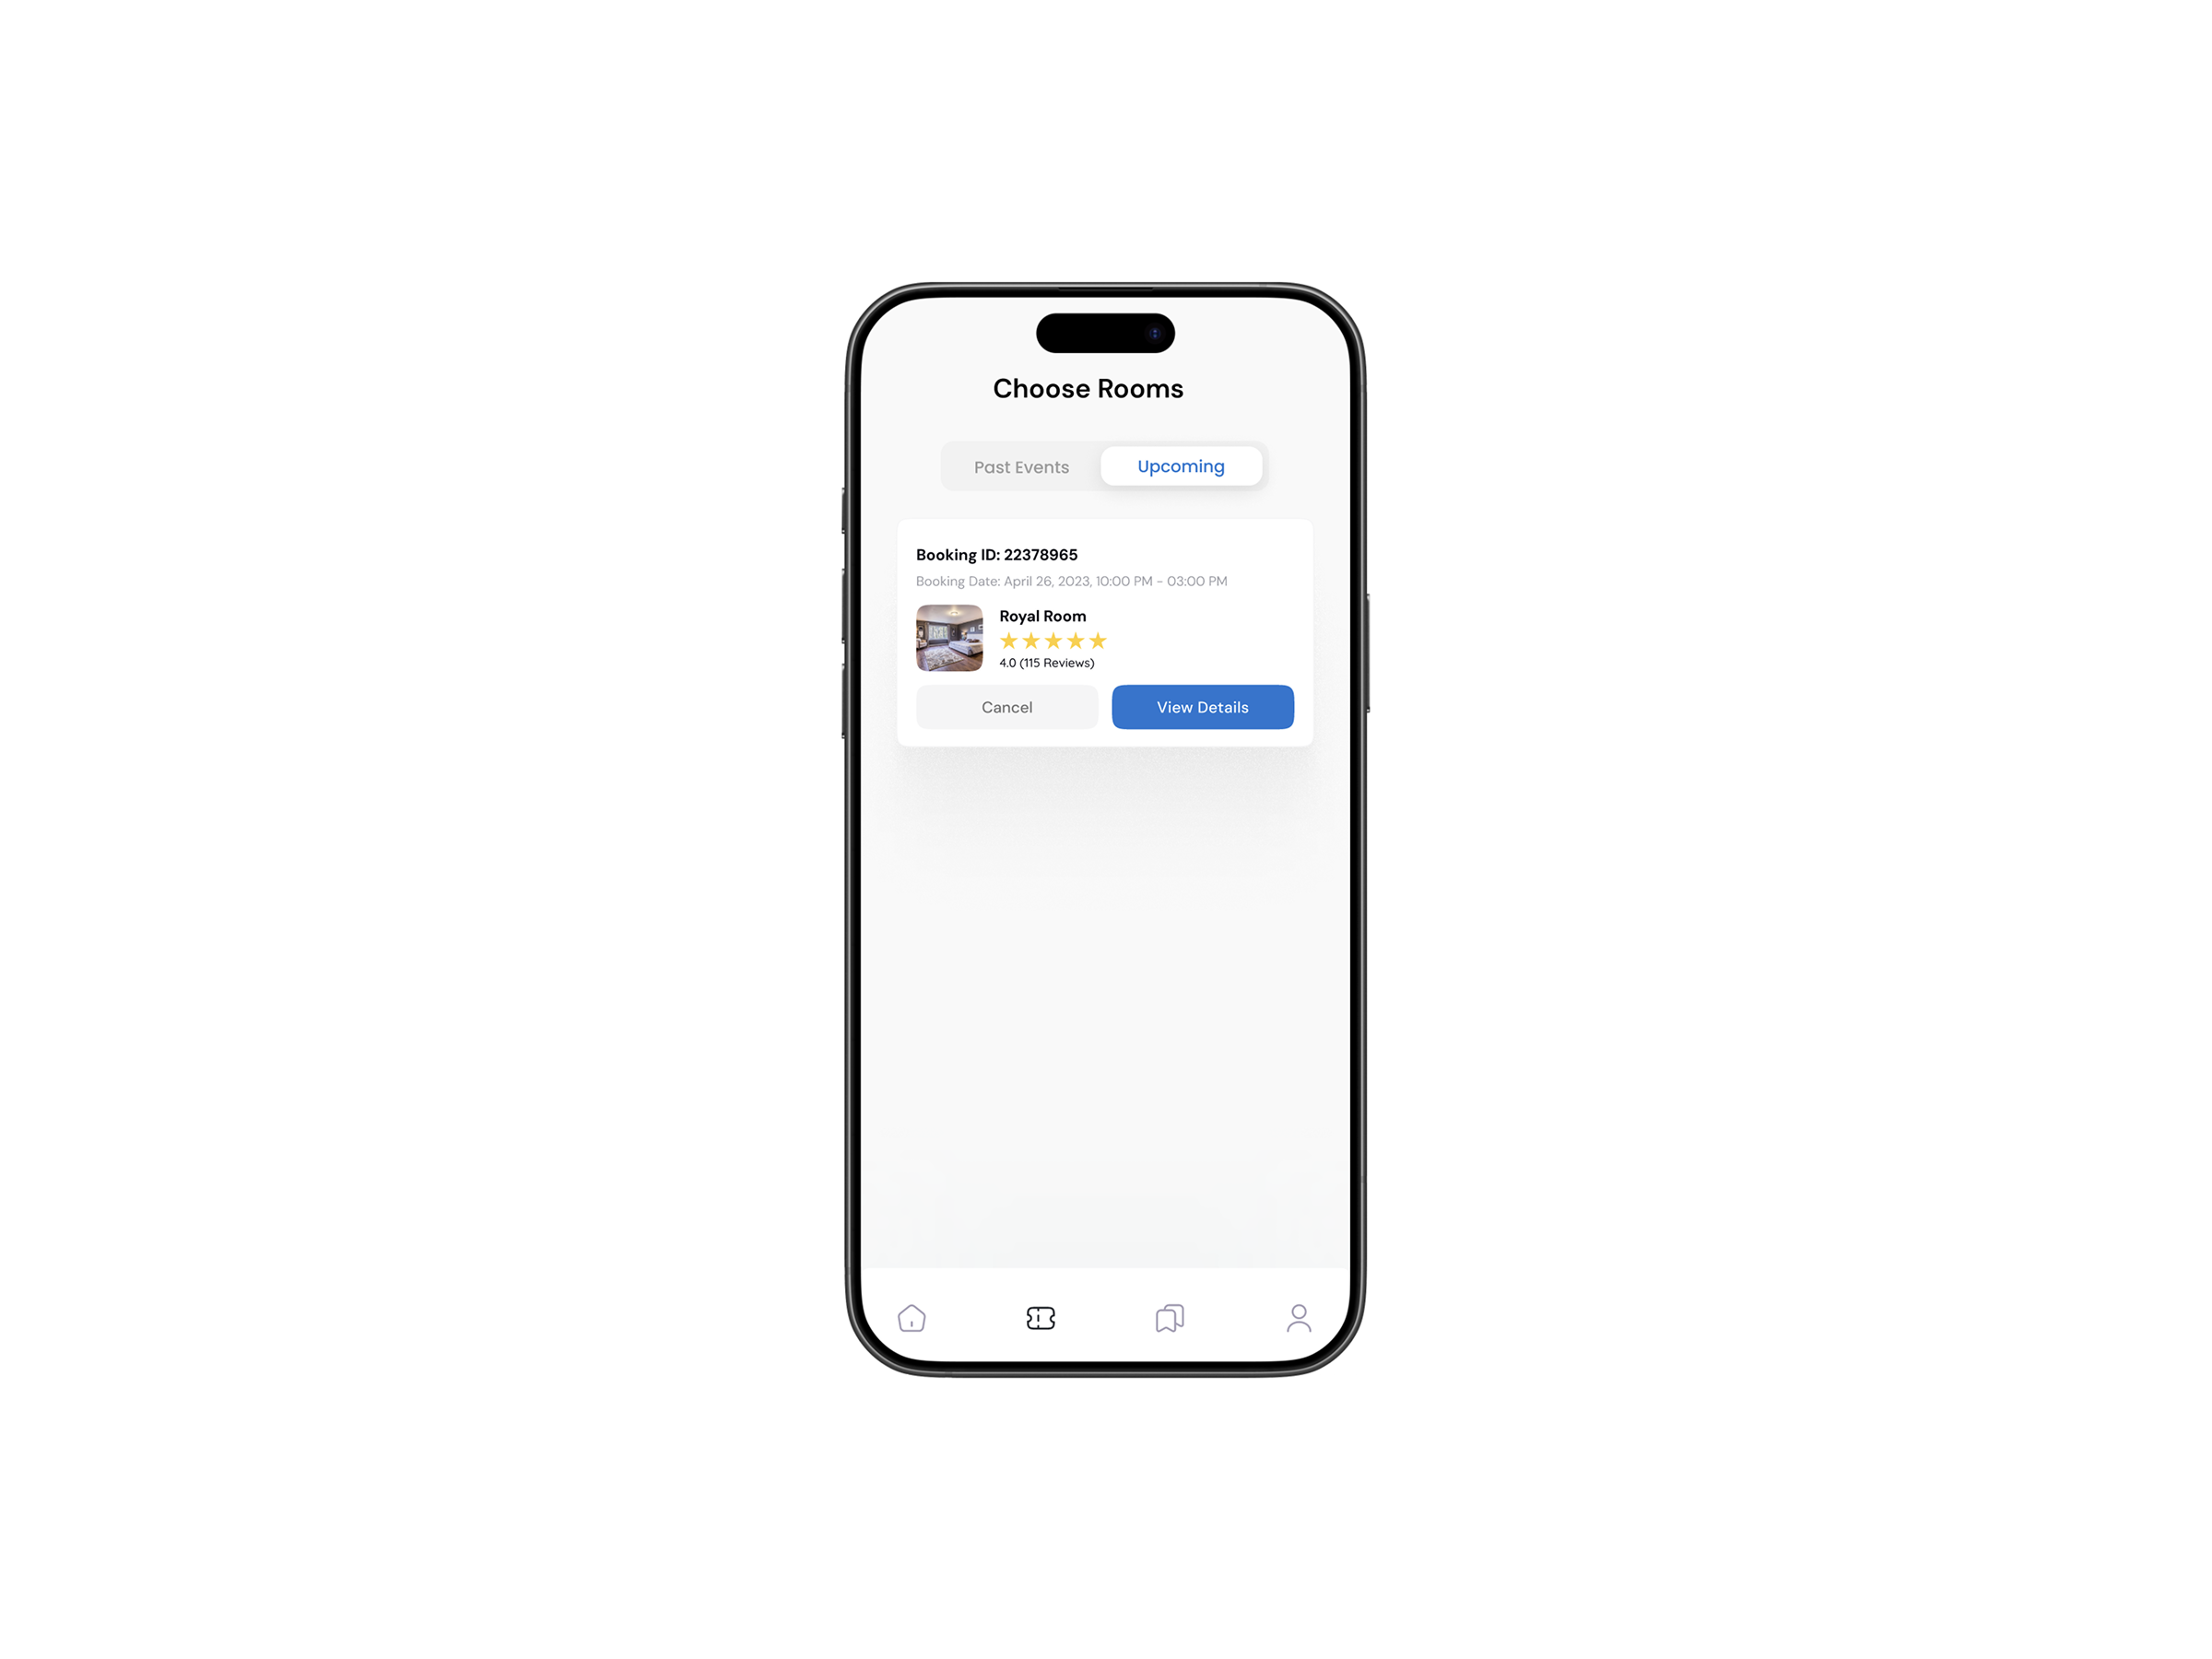 Choose Rooms
Past Events
Upcoming
Booking ID: 22378965
Booking Date: April 26, 2023, 10:00 PM - 03:00 PM
Royal Room
4.0 (115 Reviews)
Cancel
View Details